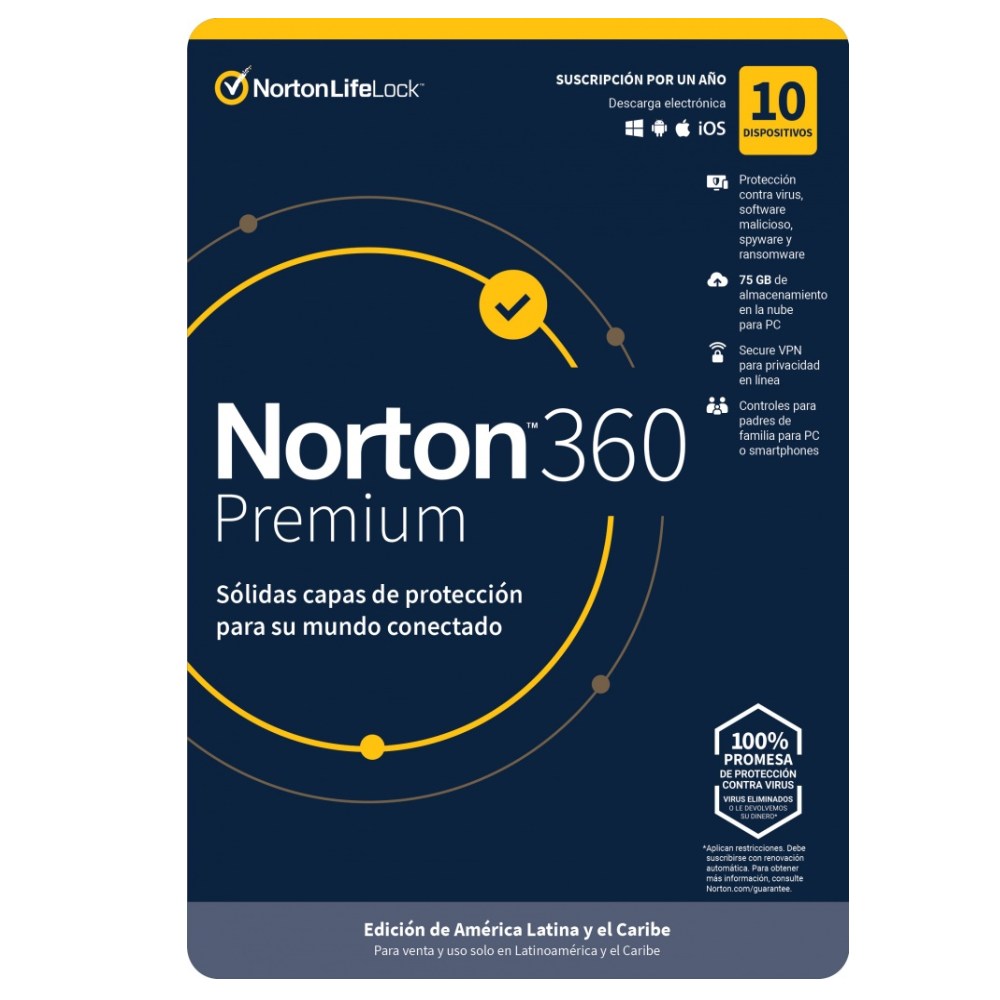 NortonLifeLock™
SUSCRIPCIÓN POR UN AÑO
Descarga electrónica
iOS
10
DISPOSITIVOS
Protección
contra virus,
software
malicioso,
spyware y
ransomware
75 GB de
almacenamiento
en la nube
para PC
Secure VPN
para privacidad
en línea
Controles para
padres de
familia para PC
o smartphones
Norton™360
Premium
Sólidas capas de protección
para su mundo conectado
100%
PROMESA
DE PROTECCIÓN
CONTRA VIRUS
VIRUS ELIMINADOS
O LE DEVOLVEMOS
SU DINERO*
*Aplican restricciones. Debe
suscribirse con renovación
automática. Para obtener
más información, consulte
Norton.com/guarantee.
Edición de América Latina y el Caribe
Para venta y uso solo en Latinoamérica y el Caribe